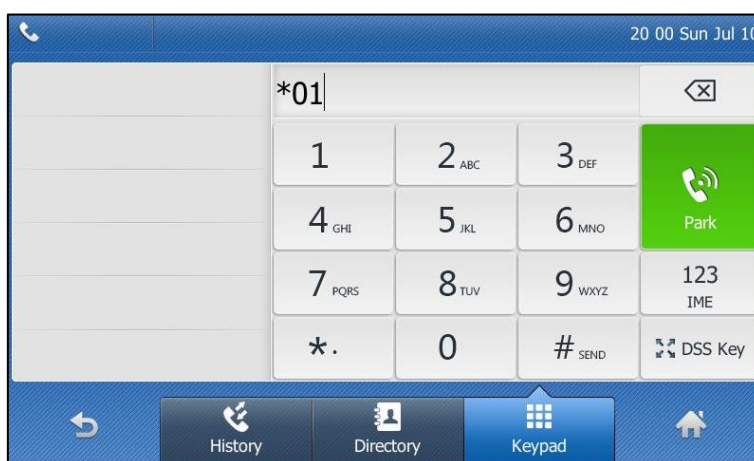 20 00 Sun Jul 10
*01
1
2 ABC
3 DEF
Park
4 GHI
5 JKL
6 MNO
7 PQRS
8 TUV
9 WXYZ
123
IME
* .
0
# SEND
DSS Key
History
Directory
Keypad